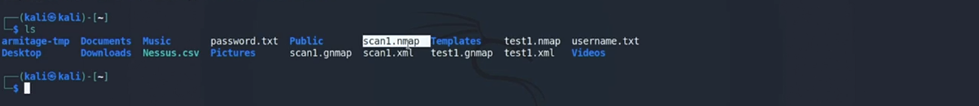 ┌──(kali㉿kali)-[~]
└─$ ls
armitage-tmp  Documents  Music       password.txt  Public       scan1.nmap  Templates    test1.nmap  username.txt
Desktop       Downloads  Nessus.csv  Pictures      scan1.gnmap  scan1.xml   test1.gnmap  test1.xml   Videos
┌──(kali㉿kali)-[~]
└─$